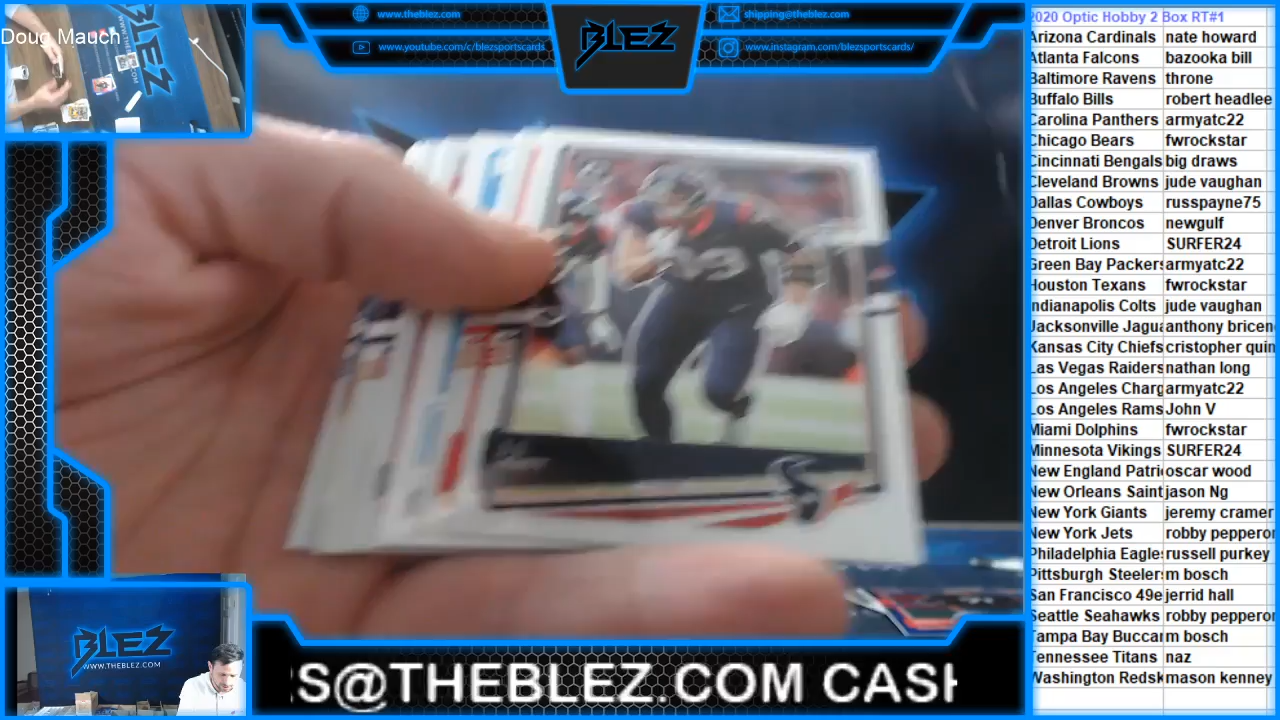 Doug Mauch
www.theblez.com
www.youtube.com/c/blezsportscards
BLEZ
shipping@theblez.com
www.instagram.com/blezsportscards/
BLEZ
99
BLEZ
WWW.THEBLEZ.COM
S@THEBLEZ.COM CASH
2020 Optic Hobby 2 Box RT#1
Arizona Cardinals nate howard
Atlanta Falcons bazooka bill
Baltimore Ravens throne
Buffalo Bills robert headlee
Carolina Panthers armyatc22
Chicago Bears fwrockstar
Cincinnati Bengals big draws
Cleveland Browns jude vaughan
Dallas Cowboys russpayne75
Denver Broncos newgulf
Detroit Lions SURFER24
Green Bay Packers armyatc22
Houston Texans fwrockstar
Indianapolis Colts jude vaughan
Jacksonville Jagua anthony bricen
Kansas City Chiefs cristopher quin
Las Vegas Raiders nathan long
Los Angeles Charg armyatc22
Los Angeles Rams John V
Miami Dolphins fwrockstar
Minnesota Vikings SURFER24
New England Patri oscar wood
New Orleans Saint jason Ng
New York Giants jeremy cramer
New York Jets robby peppero
Philadelphia Eagles russell purkey
Pittsburgh Steelers m bosch
San Francisco 49e jerrid hall
Seattle Seahawks robby peppero
Tampa Bay Buccar m bosch
Tennessee Titans naz
Washington Redsk mason kenney